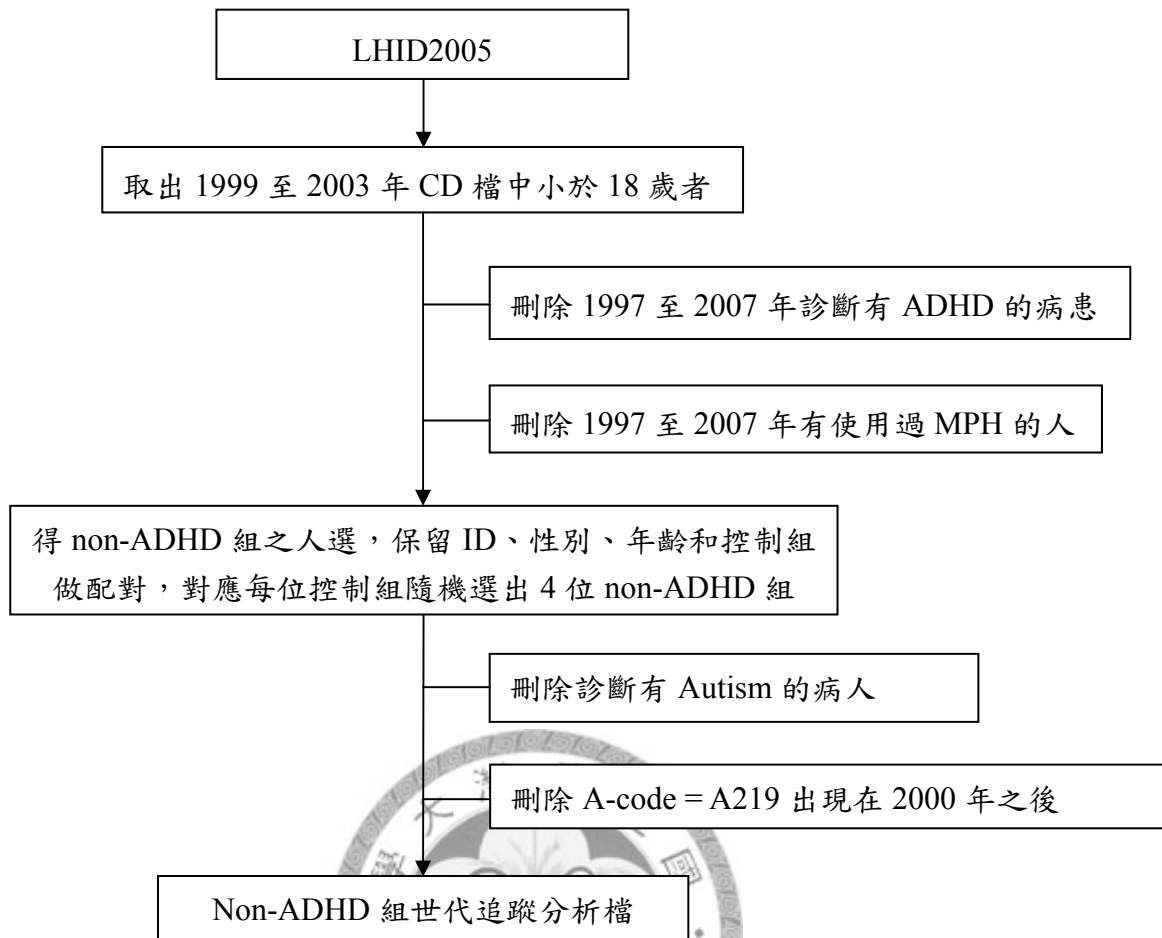 LHID2005
取出 1999 至 2003 年 CD 檔中小於 18 歲者
刪除 1997 至 2007 年診斷有 ADHD 的病患
刪除 1997 至 2007 年有使用過 MPH 的人
得 non-ADHD 組之人選，保留 ID、性別、年齡和控制組
做配對，對應每位控制組隨機選出 4 位 non-ADHD 組
刪除診斷有 Autism 的病人
刪除 A-code = A219 出現在 2000 年之後
Non-ADHD 組世代追蹤分析檔